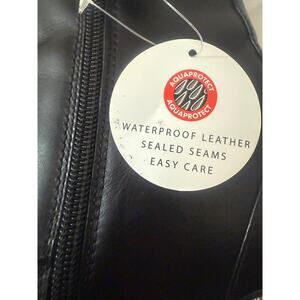 AQUAPROTECT
AQUAPROTECT
WATERPROOF LEATHER
SEALED SEAMS
EASY CARE